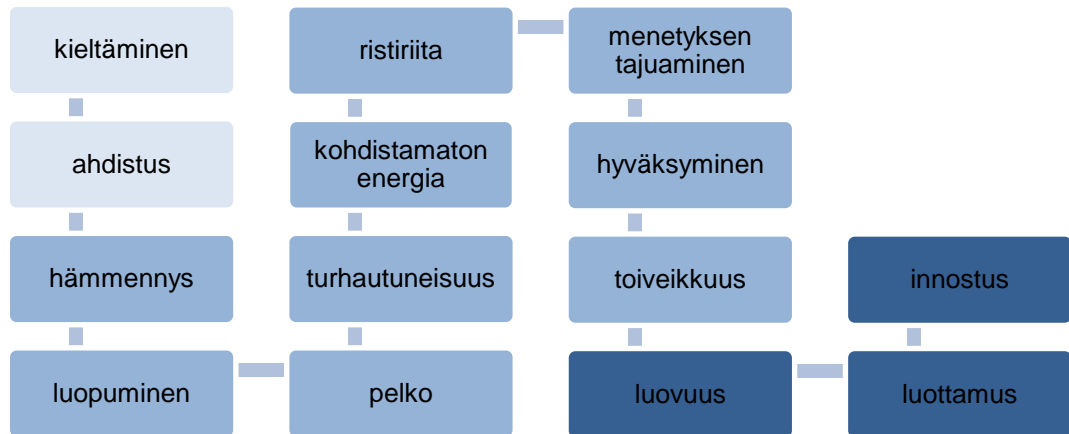 kieltäminen
ahdistus
hämmennys
luopuminen
pelko
turhautuneisuus
kohdistamaton
energia
ristiriita
menetyksen
tajuaminen
hyväksyminen
toiveikkuus
luovuus
luottamus
innostus